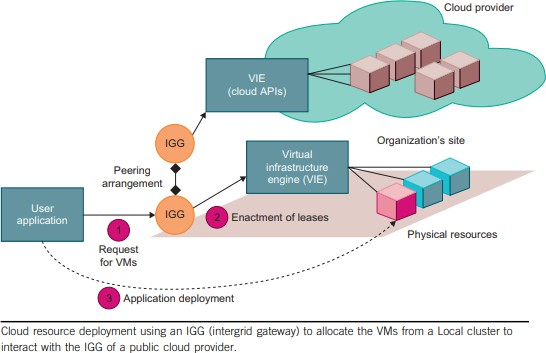 Cloud provider
VIE
(cloud APIs)
IGG
Organization's site
Peering
arrangement
Virtual
infrastructure
engine (VIE)
User
application
IGG
2 Enactment of leases
1
Request
for VMs
Physical resources
3 Application deployment
Cloud resource deployment using an IGG (intergrid gateway) to allocate the VMs from a Local cluster to
interact with the IGG of a public cloud provider.